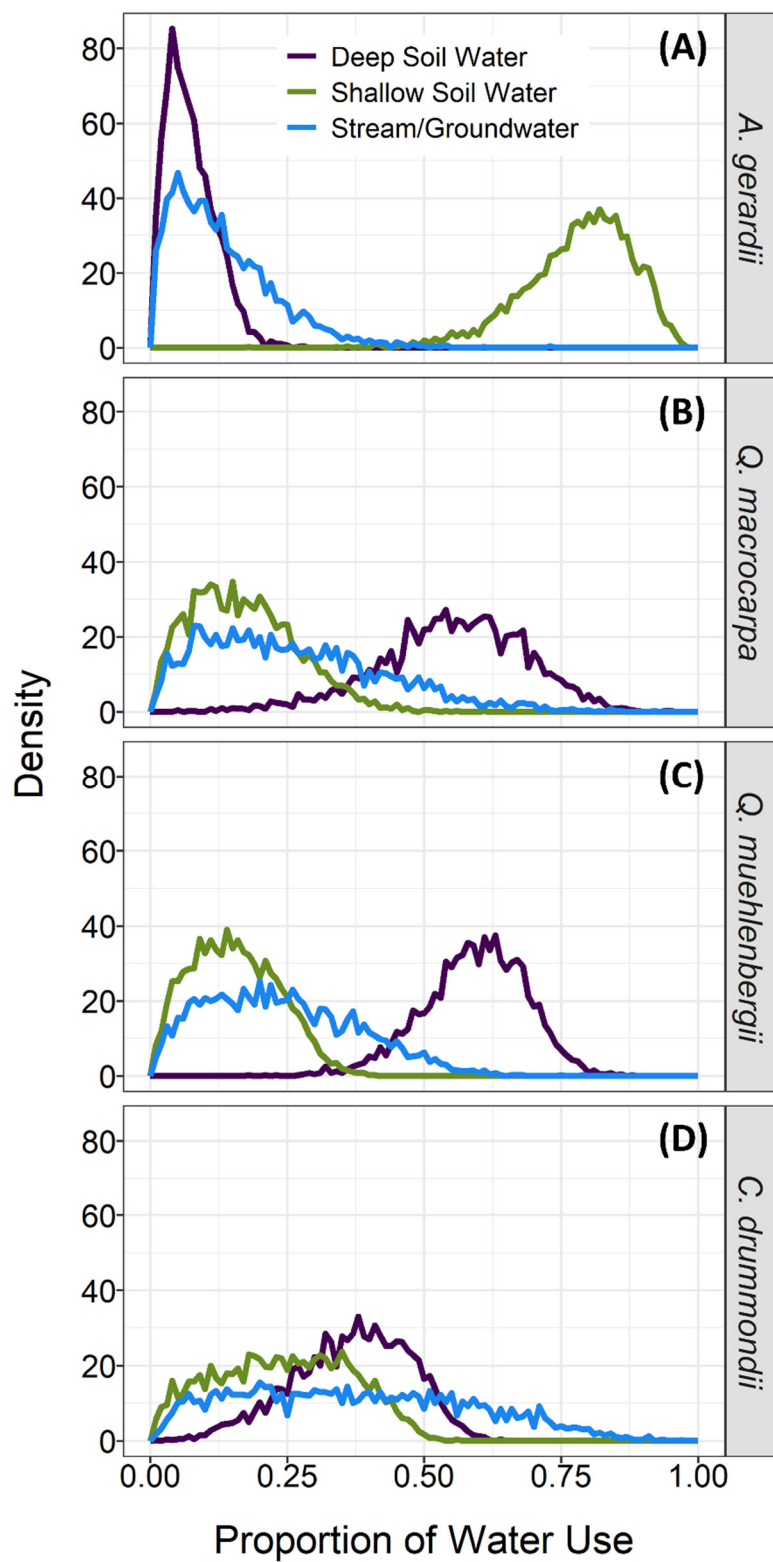 (A)
Deep Soil Water
Shallow Soil Water
Stream/Groundwater
80
60
40
20
0
A. gerardii
(B)
80
60
40
20
0
Q. macrocarpa
(C)
80
60
40
20
0
Q. muehlenbergii
(D)
80
60
40
20
0
C. drummondii
Density
0.00 0.25 0.50 0.75 1.00
Proportion of Water Use